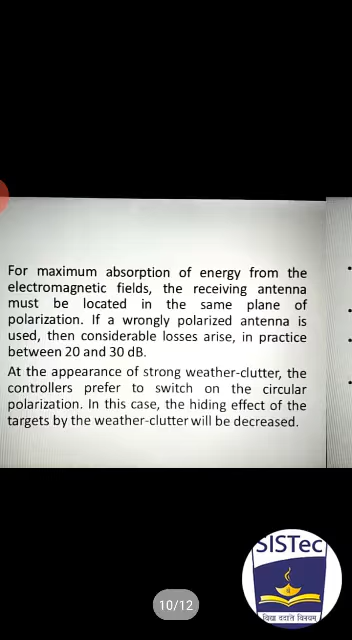 For maximum absorption of energy from the
electromagnetic fields, the receiving antenna
must be located in the same plane of
polarization. If a wrongly polarized antenna is
used, then considerable losses arise, in practice
between 20 and 30 dB.
At the appearance of strong weather-clutter, the
controllers prefer to switch on the circular
polarization. In this case, the hiding effect of the
targets by the weather-clutter will be decreased.
SISTec
विद्या ददाति विनयम्
10/12